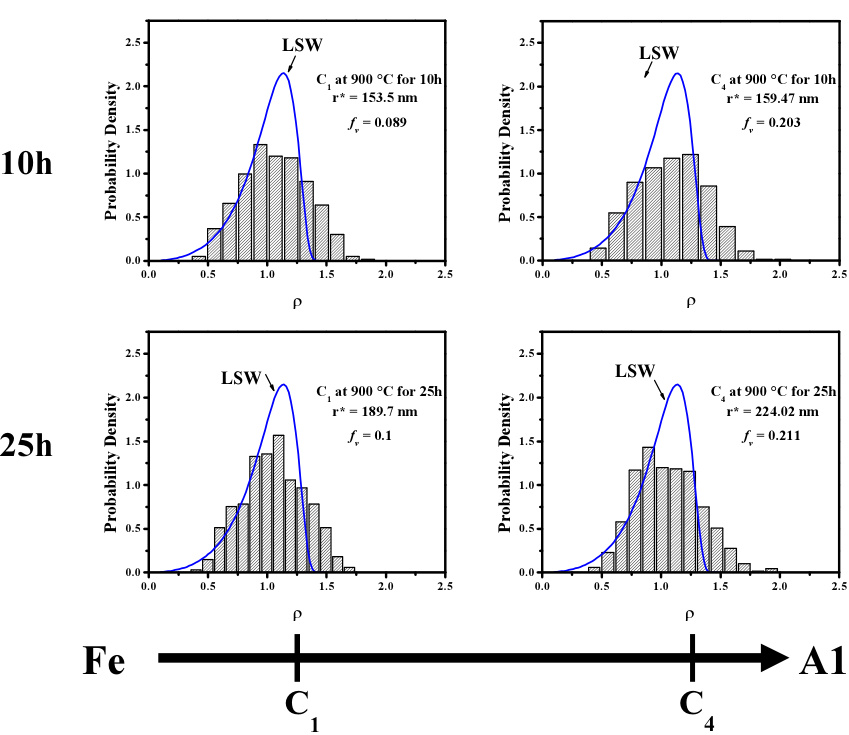 10h
Probability Density
2.5
2.0
1.5
1.0
0.5
0.0
0.0 0.5 1.0 1.5 2.0 2.5
ρ
LSW
C1 at 900 °C for 10h
r* = 153.5 nm
fv = 0.089
Probability Density
2.5
2.0
1.5
1.0
0.5
0.0
0.0 0.5 1.0 1.5 2.0 2.5
ρ
LSW
C4 at 900 °C for 10h
r* = 159.47 nm
fv = 0.203
25h
Probability Density
2.5
2.0
1.5
1.0
0.5
0.0
0.0 0.5 1.0 1.5 2.0 2.5
ρ
LSW
C1 at 900 °C for 25h
r* = 189.7 nm
fv = 0.1
Probability Density
2.5
2.0
1.5
1.0
0.5
0.0
0.0 0.5 1.0 1.5 2.0 2.5
ρ
LSW
C4 at 900 °C for 25h
r* = 224.02 nm
fv = 0.211
Fe A1
C1 C4